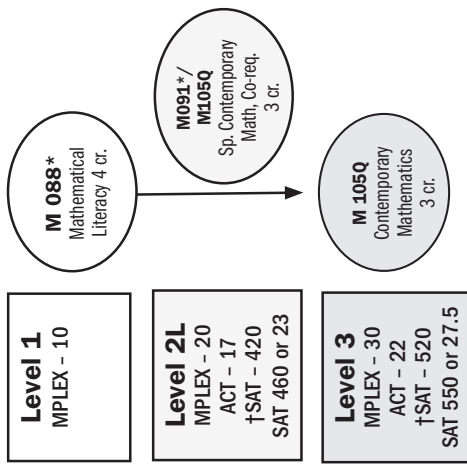 Level 1
MPLEX – 10
M 088*
Mathematical
Literacy 4 cr.
Level 2L
MPLEX – 20
ACT – 17
†SAT – 420
SAT 460 or 23
M091*/
M105Q
Sp. Contemporary
Math, Co-req.
3 cr.
Level 3
MPLEX – 30
ACT – 22
†SAT – 520
SAT 550 or 27.5
M 105Q
Contemporary
Mathematics
3 cr.